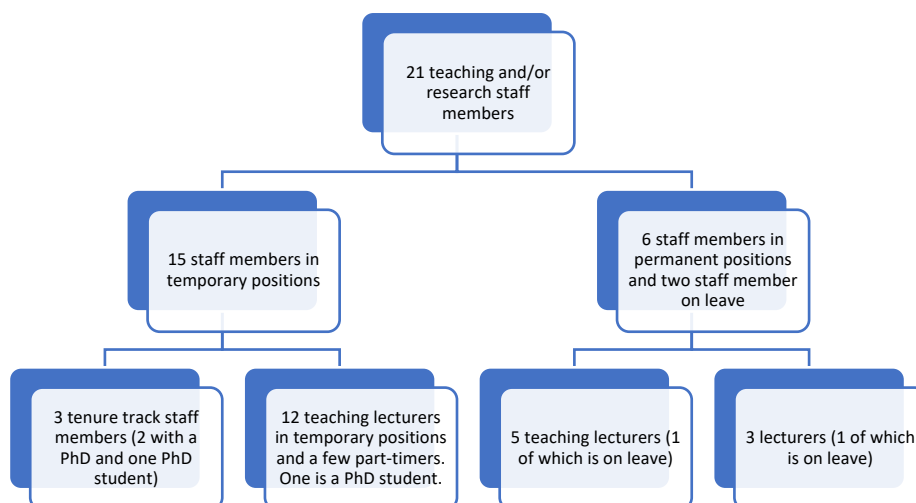 21 teaching and/or
research staff
members
15 staff members in
temporary positions
6 staff members in
permanent positions
and two staff member
on leave
3 tenure track staff
members (2 with a
PhD and one PhD
student)
12 teaching lecturers
in temporary positions
and a few part-timers.
One is a PhD student.
5 teaching lecturers (1
of which is on leave)
3 lecturers (1 of which
is on leave)